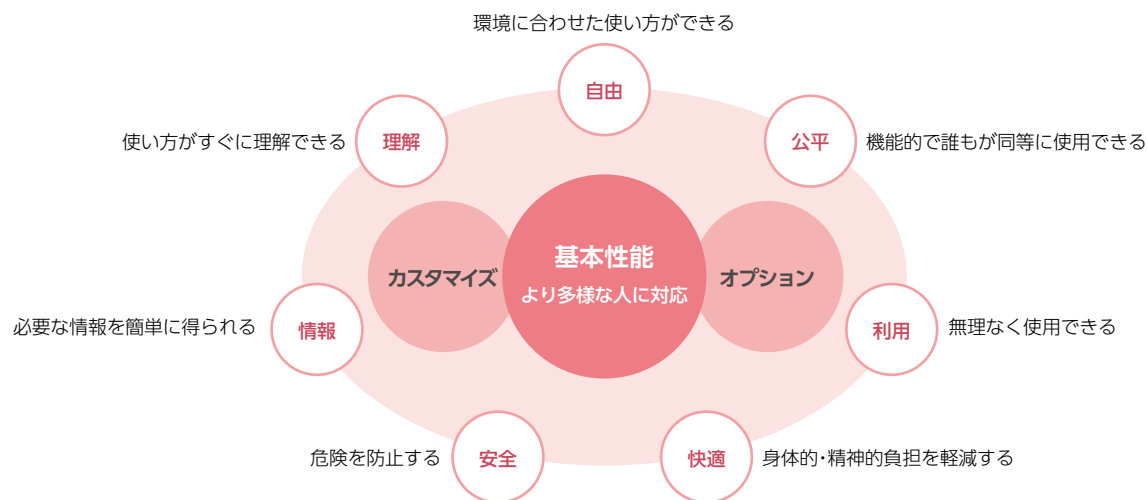 環境に合わせた使い方ができる
自由
使い方がすぐに理解できる
理解
公平
機能的で誰もが同等に使用できる
カスタマイズ
基本性能
より多様な人に対応
オプション
必要な情報を簡単に得られる
情報
利用
無理なく使用できる
危険を防止する
安全
快適
身体的・精神的負担を軽減する